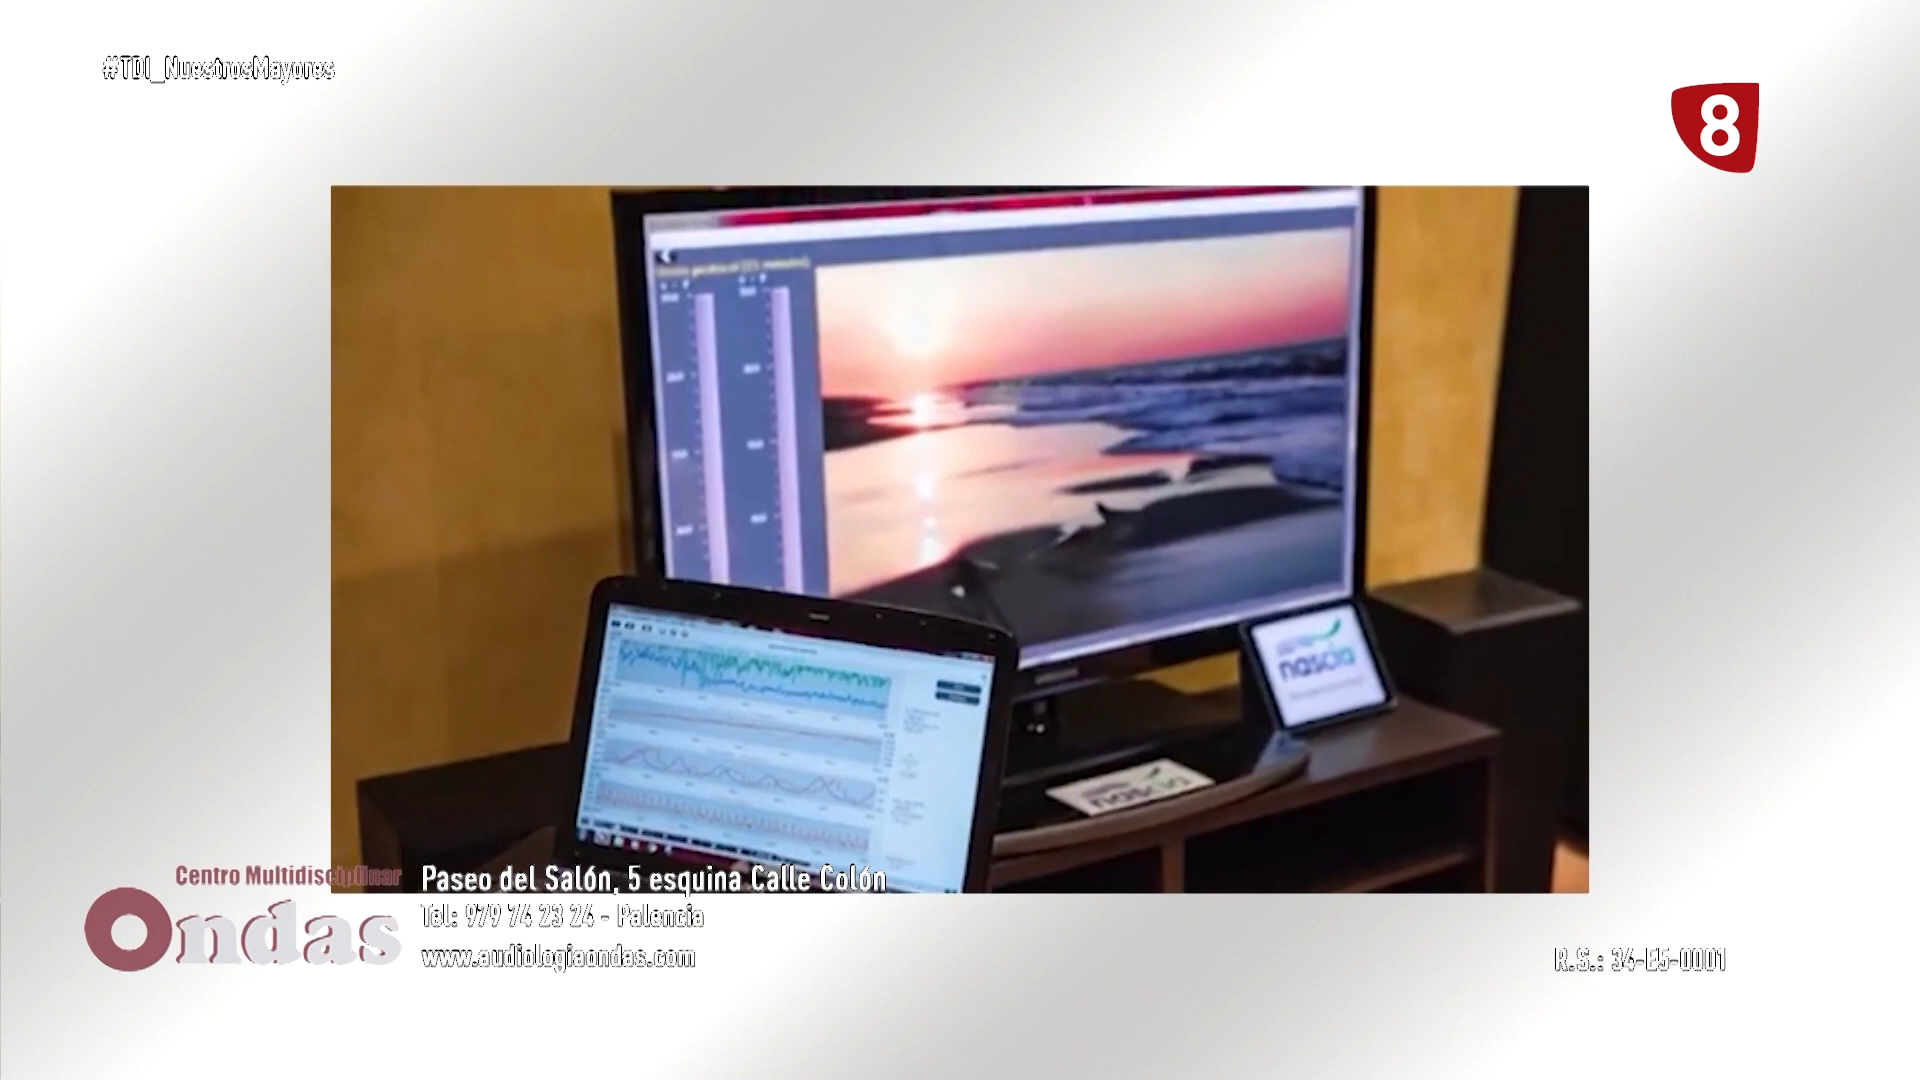 #TDI_NuestrosMayores
8
nascia
nascia
Centro Multidisciplinar
Ondas
Paseo del Salón, 5 esquina Calle Colón
Tel: 979 74 23 24 - Palencia
www.audiologiaondas.com
R.S.: 34-E5-0001